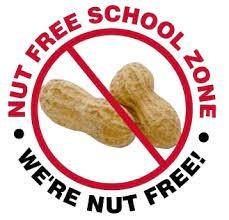 NUT FREE SCHOOL ZONE
• WE'RE NUT FREE! •